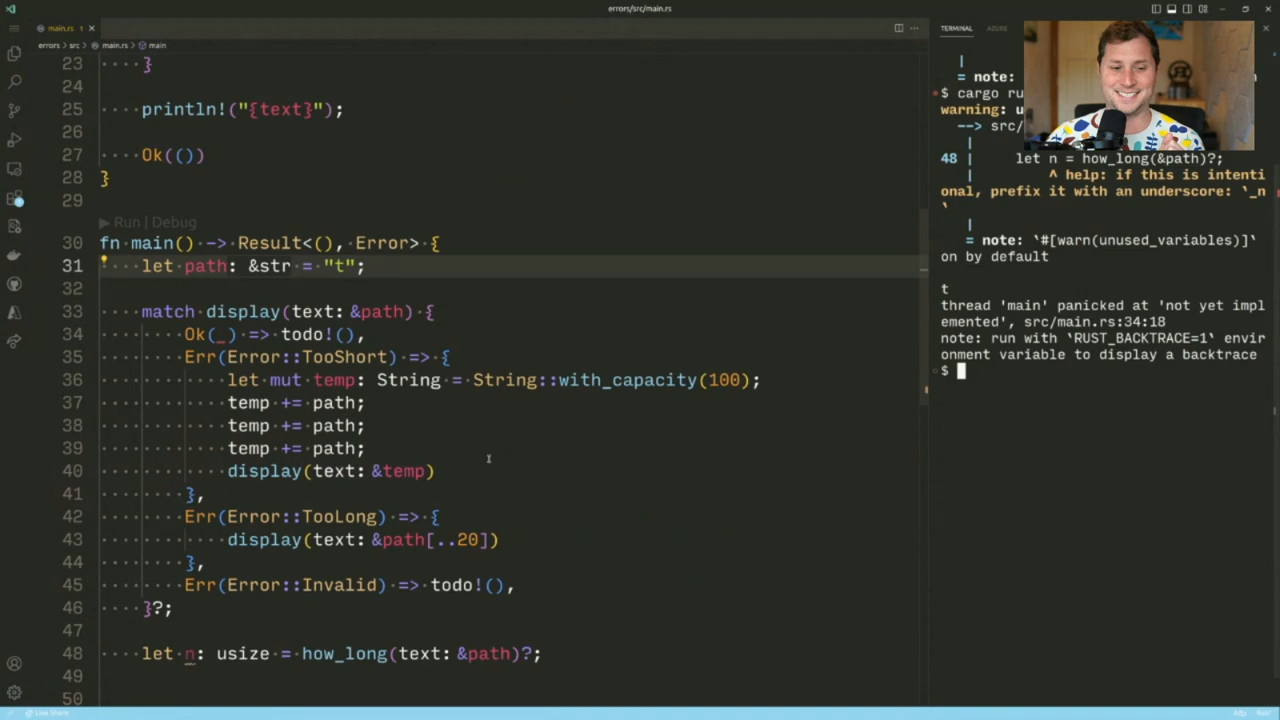 errors/src/main.rs
main.rs 1
errors > src > main.rs > main
23 }
24
25 println!("{text}");
26
27 Ok(())
28 }
29
Run | Debug
30 fn main() -> Result<(), Error> {
31 let path: &str = "t";
32
33 match display(text: &path) {
34 Ok(_) => todo!(),
35 Err(Error::TooShort) => {
36 let mut temp: String = String::with_capacity(100);
37 temp += path;
38 temp += path;
39 temp += path;
40 display(text: &temp)
41 },
42 Err(Error::TooLong) => {
43 display(text: &path[..20])
44 },
45 Err(Error::Invalid) => todo!(),
46 }?;
47
48 let n: usize = how_long(text: &path)?;
49
50
TERMINAL AZURE
|
= note:
$ cargo ru
warning: u
--> src/
|
48 | let n = how_long(&path)?;
| ^ help: if this is intenti
onal, prefix it with an underscore: `_n
`
|
= note: `#[warn(unused_variables)]`
on by default
t
thread 'main' panicked at 'not yet impl
emented', src/main.rs:34:18
note: run with `RUST_BACKTRACE=1` envir
onment variable to display a backtrace
$
Live Share
Rust